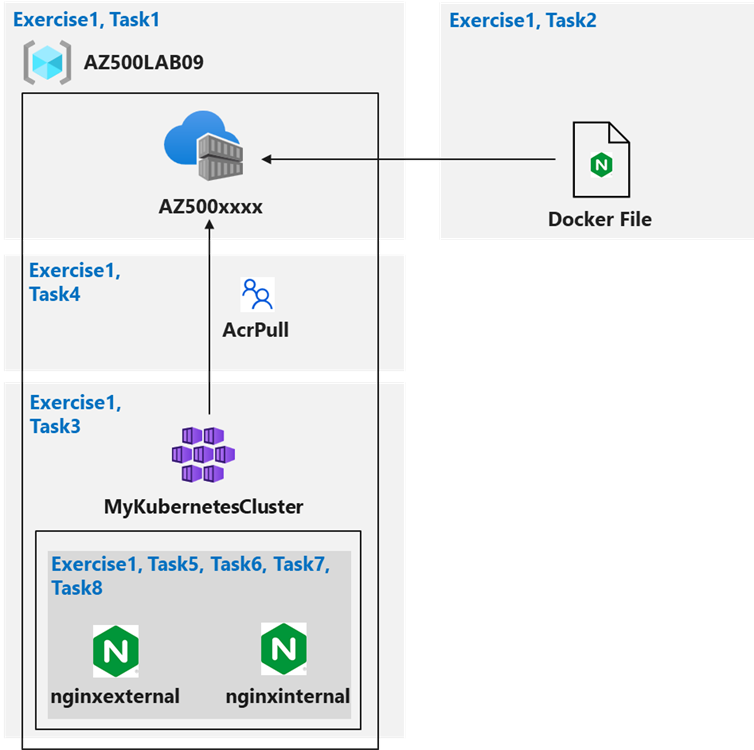 Exercise1, Task1
AZ500LAB09
AZ500xxxx
Exercise1, Task2
N
Docker File
Exercise1,
Task4
AcrPull
Exercise1,
Task3
MyKubernetesCluster
Exercise1, Task5, Task6, Task7,
Task8
N
nginxexternal
N
nginxinternal